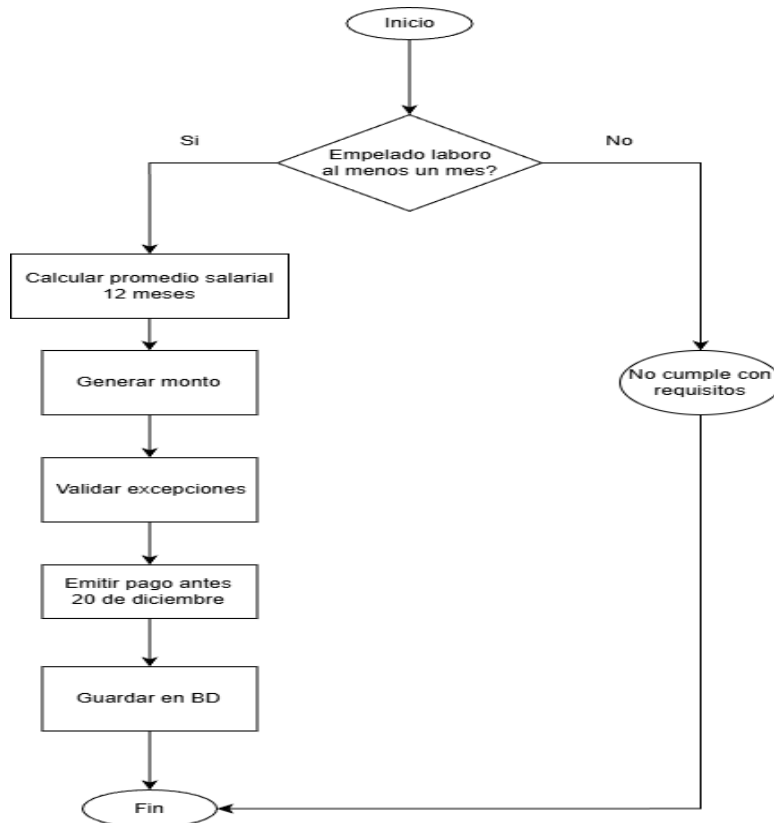 Inicio
Si
No
Empelado laboro
al menos un mes?
Calcular promedio salarial
12 meses
Generar monto
No cumple con
requisitos
Validar excepciones
Emitir pago antes
20 de diciembre
Guardar en BD
Fin